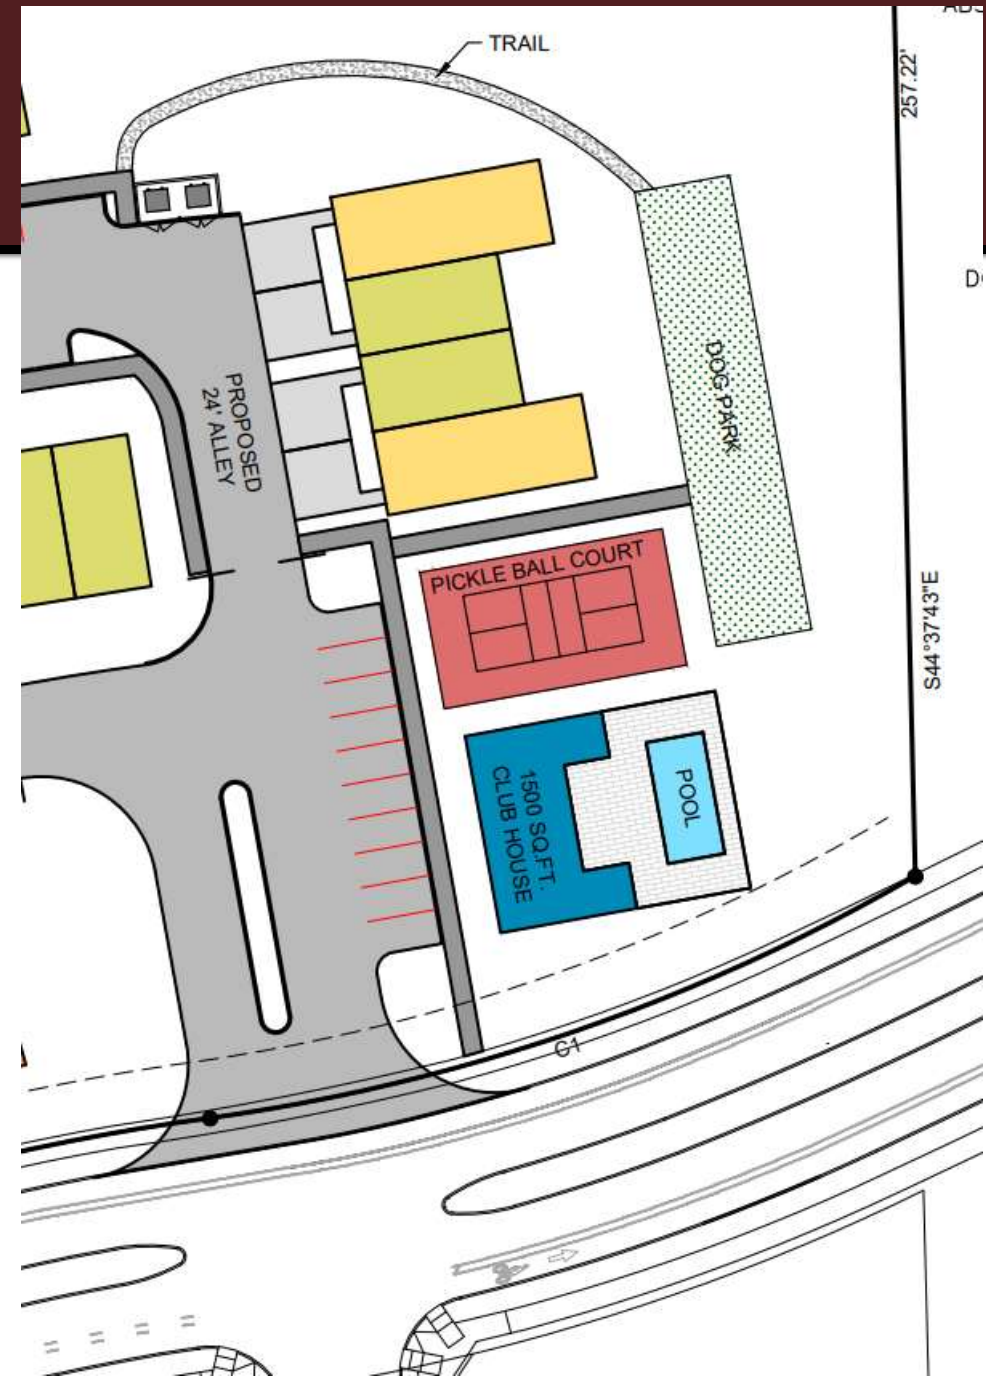 TRAIL
257.22'
PROPOSED
24' ALLEY
DOG PARK
PICKLE BALL COURT
S44°37'43"E
1500 SQ.FT.
CLUB HOUSE
POOL
C1